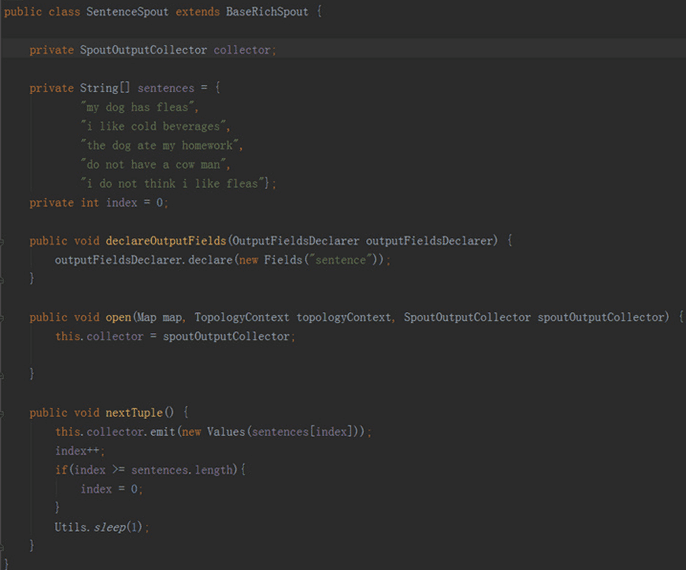 public class SentenceSpout extends BaseRichSpout {
private SpoutOutputCollector collector;
private String[] sentences = {
"my dog has fleas",
"i like cold beverages",
"the dog ate my homework",
"do not have a cow man",
"i do not think i like fleas"};
private int index = 0;
public void declareOutputFields(OutputFieldsDeclarer outputFieldsDeclarer) {
outputFieldsDeclarer.declare(new Fields("sentence"));
}
public void open(Map map, TopologyContext topologyContext, SpoutOutputCollector spoutOutputCollector) {
this.collector = spoutOutputCollector;
}
public void nextTuple() {
this.collector.emit(new Values(sentences[index]));
index++;
if(index >= sentences.length){
index = 0;
}
Utils.sleep(1);
}
}